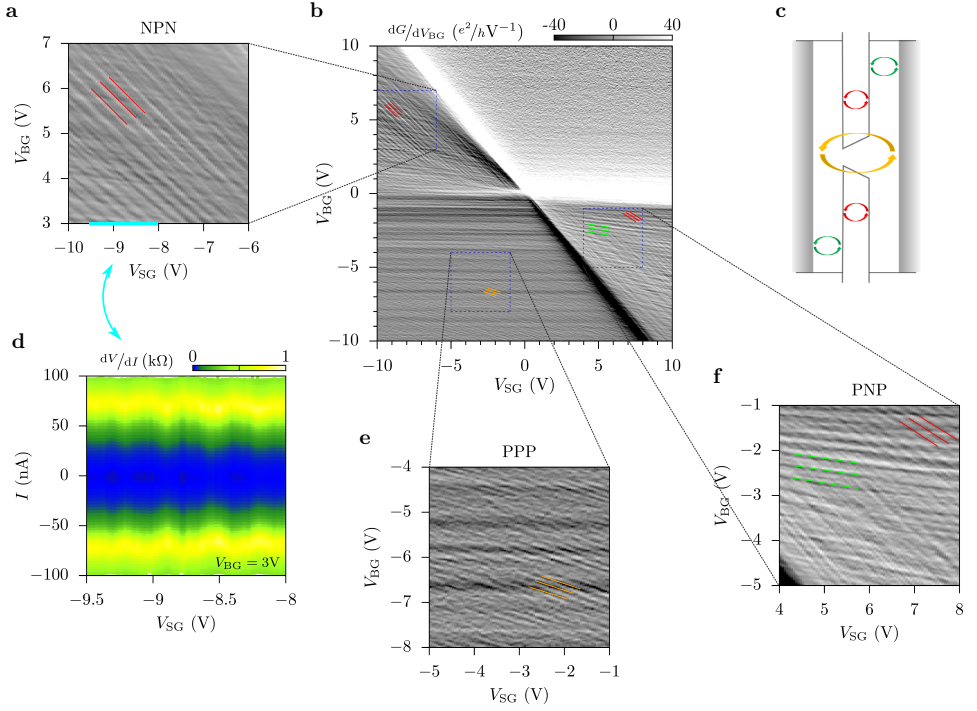 a
NPN
7
6
5
4
3
V_BG (V)
−10 −9 −8 −7 −6
V_SG (V)
b
dG/dV_BG (e²/hV⁻¹)
−40 0 40
10
5
0
−5
−10
V_BG (V)
−10 −5 0 5 10
V_SG (V)
c
d
dV/dI (kΩ)
0 1
100
50
0
−50
−100
I (nA)
V_BG = 3V
−9.5 −9 −8.5 −8
V_SG (V)
e
PPP
−4
−5
−6
−7
−8
V_BG (V)
−5 −4 −3 −2 −1
V_SG (V)
f
PNP
−1
−2
−3
−4
−5
V_BG (V)
4 5 6 7 8
V_SG (V)